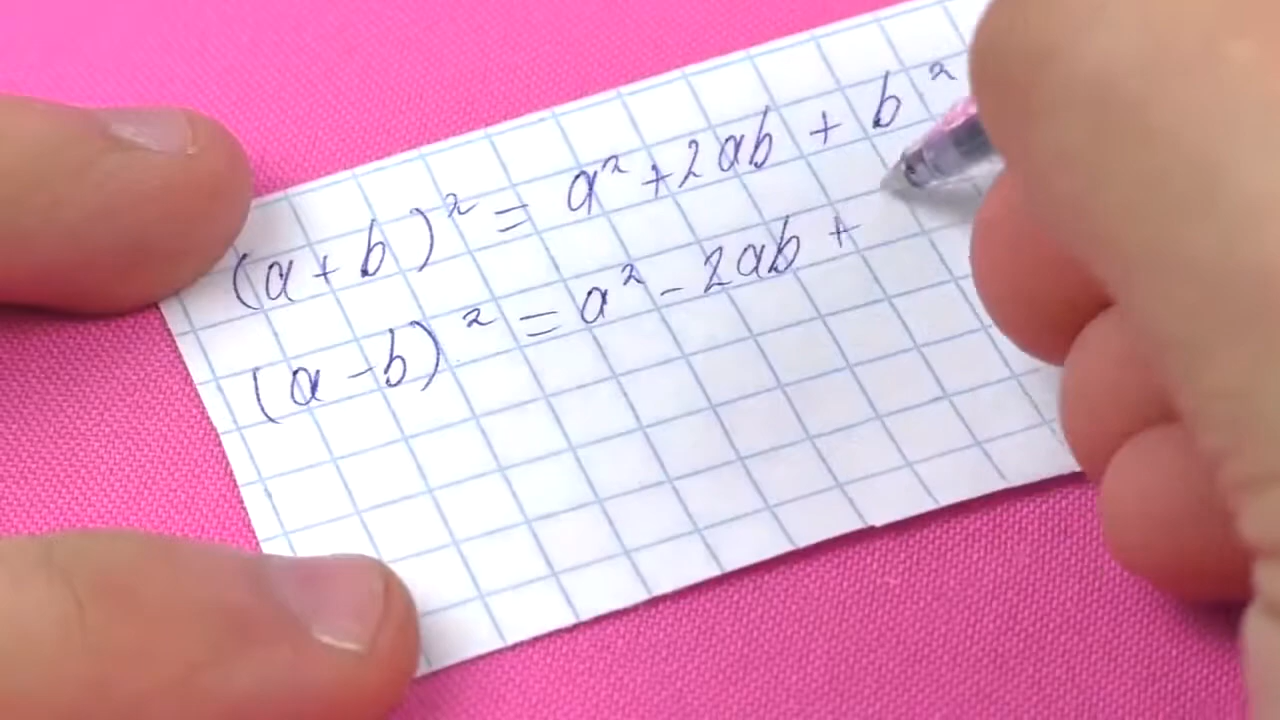 (a+b)² = a² + 2ab + b²
(a-b)² = a² - 2ab +